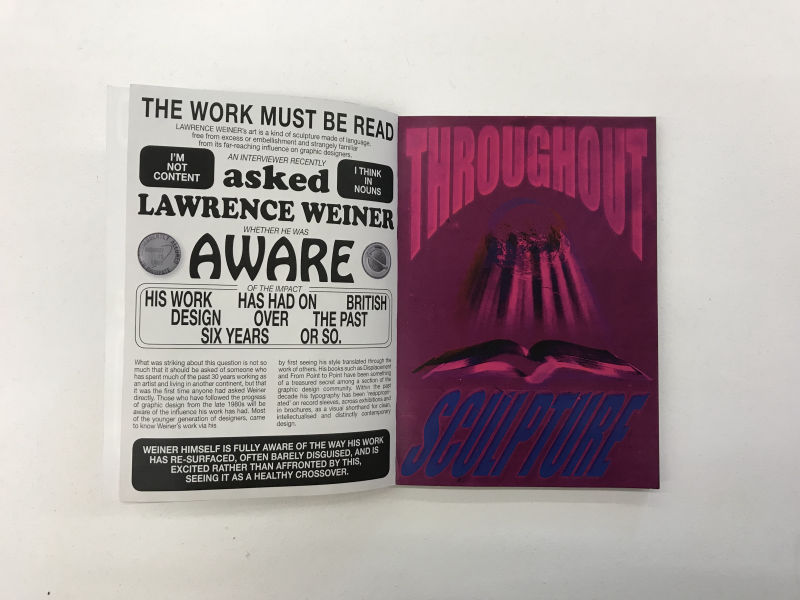 THE WORK MUST BE READ
LAWRENCE WEINER's art is a kind of sculpture made of language,
free from excess or embellishment and strangely familiar
from its far-reaching influence on graphic designers.
AN INTERVIEWER RECENTLY
I'M
NOT
CONTENT
asked
I THINK
IN
NOUNS
LAWRENCE WEINER
WHETHER HE WAS
AWARE
OF THE IMPACT
HIS WORK HAS HAD ON BRITISH
DESIGN OVER THE PAST
SIX YEARS OR SO.
What was striking about this question is not so
much that it should be asked of someone who
has spent much of the past 30 years working as
an artist and living in another continent, but that
it was the first time anyone had asked Weiner
directly. Those who have followed the progress
of graphic design from the late 1980s will be
aware of the influence his work has had. Most
of the younger generation of designers, came
to know Weiner's work via his
by first seeing his style translated through the
work of others. His books such as Displacement
and From Point to Point have been something
of a treasured secret among a section of the
graphic design community. Within the past
decade his typography has been 'reappropri-
ated' on record sleeves, across exhibitions and
in brochures, as a visual shorthand for clean,
intellectualised and distinctly contemporary
design.
WEINER HIMSELF IS FULLY AWARE OF THE WAY HIS WORK
HAS RE-SURFACED, OFTEN BARELY DISGUISED, AND IS
EXCITED RATHER THAN AFFRONTED BY THIS,
SEEING IT AS A HEALTHY CROSSOVER.
THROUGHOUT
SCULPTURE